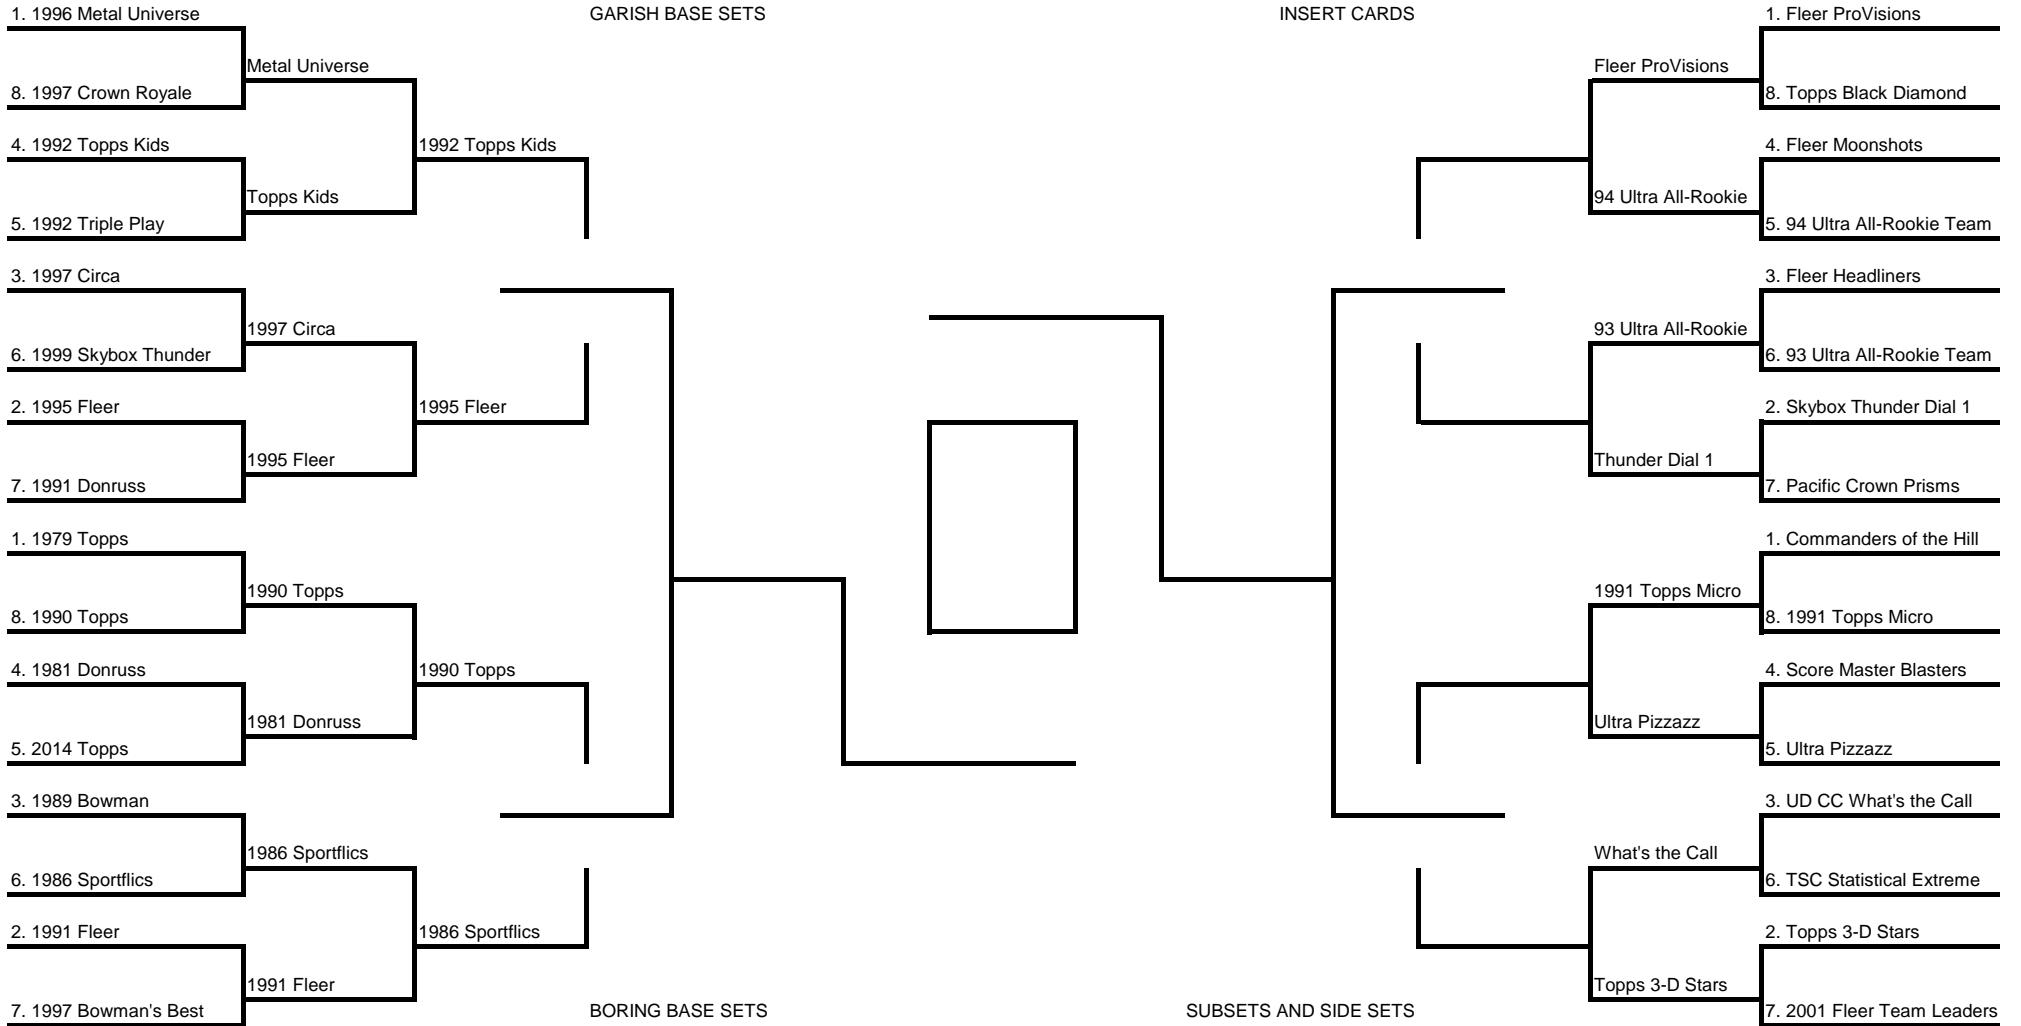 1. 1996 Metal Universe
GARISH BASE SETS
INSERT CARDS
1. Fleer ProVisions
Metal Universe
Fleer ProVisions
8. 1997 Crown Royale
8. Topps Black Diamond
4. 1992 Topps Kids
1992 Topps Kids
4. Fleer Moonshots
Topps Kids
94 Ultra All-Rookie
5. 1992 Triple Play
5. 94 Ultra All-Rookie Team
3. 1997 Circa
3. Fleer Headliners
1997 Circa
93 Ultra All-Rookie
6. 1999 Skybox Thunder
6. 93 Ultra All-Rookie Team
2. 1995 Fleer
1995 Fleer
2. Skybox Thunder Dial 1
1995 Fleer
Thunder Dial 1
7. 1991 Donruss
7. Pacific Crown Prisms
1. 1979 Topps
1. Commanders of the Hill
1990 Topps
1991 Topps Micro
8. 1990 Topps
8. 1991 Topps Micro
4. 1981 Donruss
1990 Topps
4. Score Master Blasters
1981 Donruss
Ultra Pizzazz
5. 2014 Topps
5. Ultra Pizzazz
3. 1989 Bowman
3. UD CC What's the Call
1986 Sportflics
What's the Call
6. 1986 Sportflics
6. TSC Statistical Extreme
2. 1991 Fleer
1986 Sportflics
2. Topps 3-D Stars
1991 Fleer
Topps 3-D Stars
7. 1997 Bowman's Best
BORING BASE SETS
SUBSETS AND SIDE SETS
7. 2001 Fleer Team Leaders